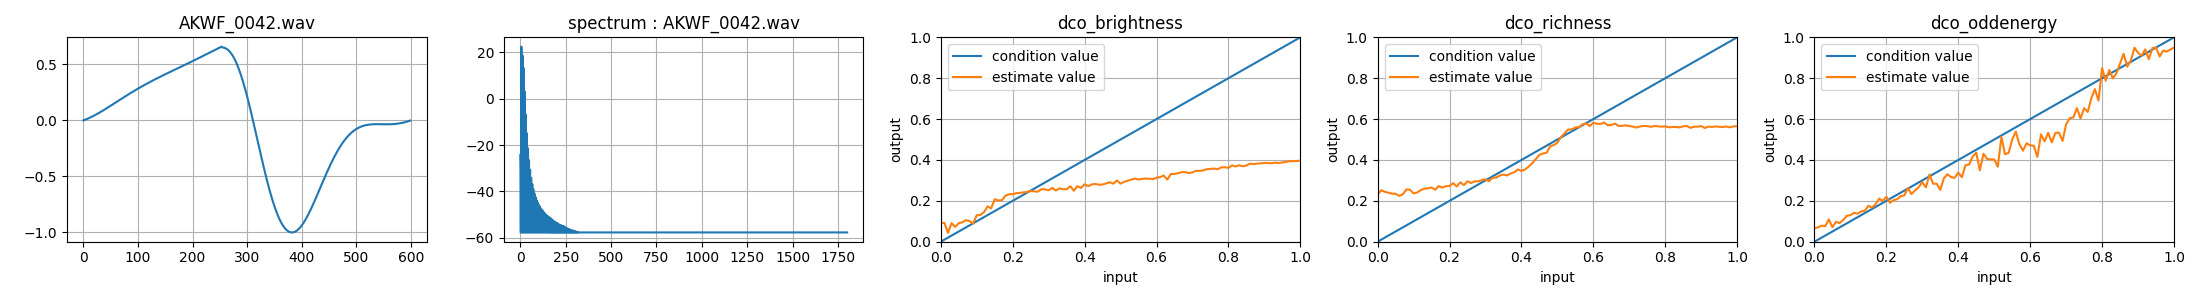 AKWF_0042.wav
0.5
0.0
−0.5
−1.0
0 100 200 300 400 500 600
spectrum : AKWF_0042.wav
20
0
−20
−40
−60
0 250 500 750 1000 1250 1500 1750
dco_brightness
condition value
estimate value
output
1.0
0.8
0.6
0.4
0.2
0.0
0.0 0.2 0.4 0.6 0.8 1.0
input
dco_richness
condition value
estimate value
output
1.0
0.8
0.6
0.4
0.2
0.0
0.0 0.2 0.4 0.6 0.8 1.0
input
dco_oddenergy
condition value
estimate value
output
1.0
0.8
0.6
0.4
0.2
0.0
0.0 0.2 0.4 0.6 0.8 1.0
input